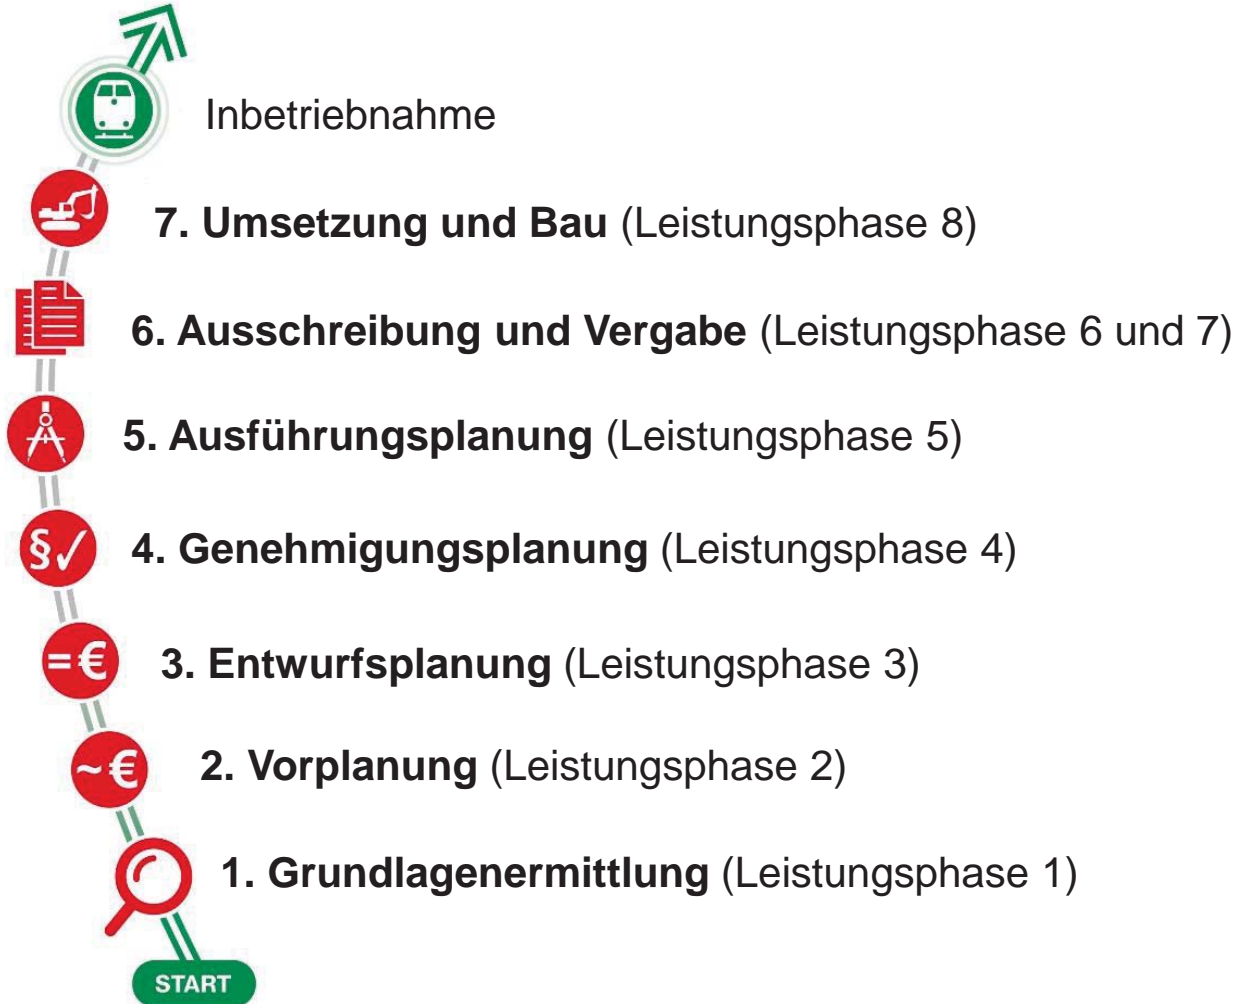 Inbetriebnahme
7. Umsetzung und Bau (Leistungsphase 8)
6. Ausschreibung und Vergabe (Leistungsphase 6 und 7)
5. Ausführungsplanung (Leistungsphase 5)
§✓ 4. Genehmigungsplanung (Leistungsphase 4)
=€ 3. Entwurfsplanung (Leistungsphase 3)
~€ 2. Vorplanung (Leistungsphase 2)
1. Grundlagenermittlung (Leistungsphase 1)
START